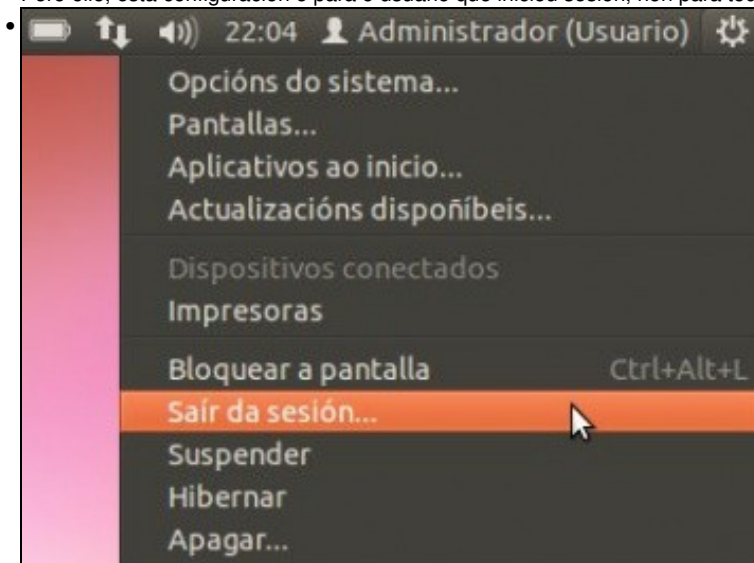 22:04 Administrador (Usuario)
Opcións do sistema...
Pantallas...
Aplicativos ao inicio...
Actualizacións dispoñíbeis...
Dispositivos conectados
Impresoras
Bloquear a pantalla Ctrl+Alt+L
Saír da sesión...
Suspender
Hibernar
Apagar...